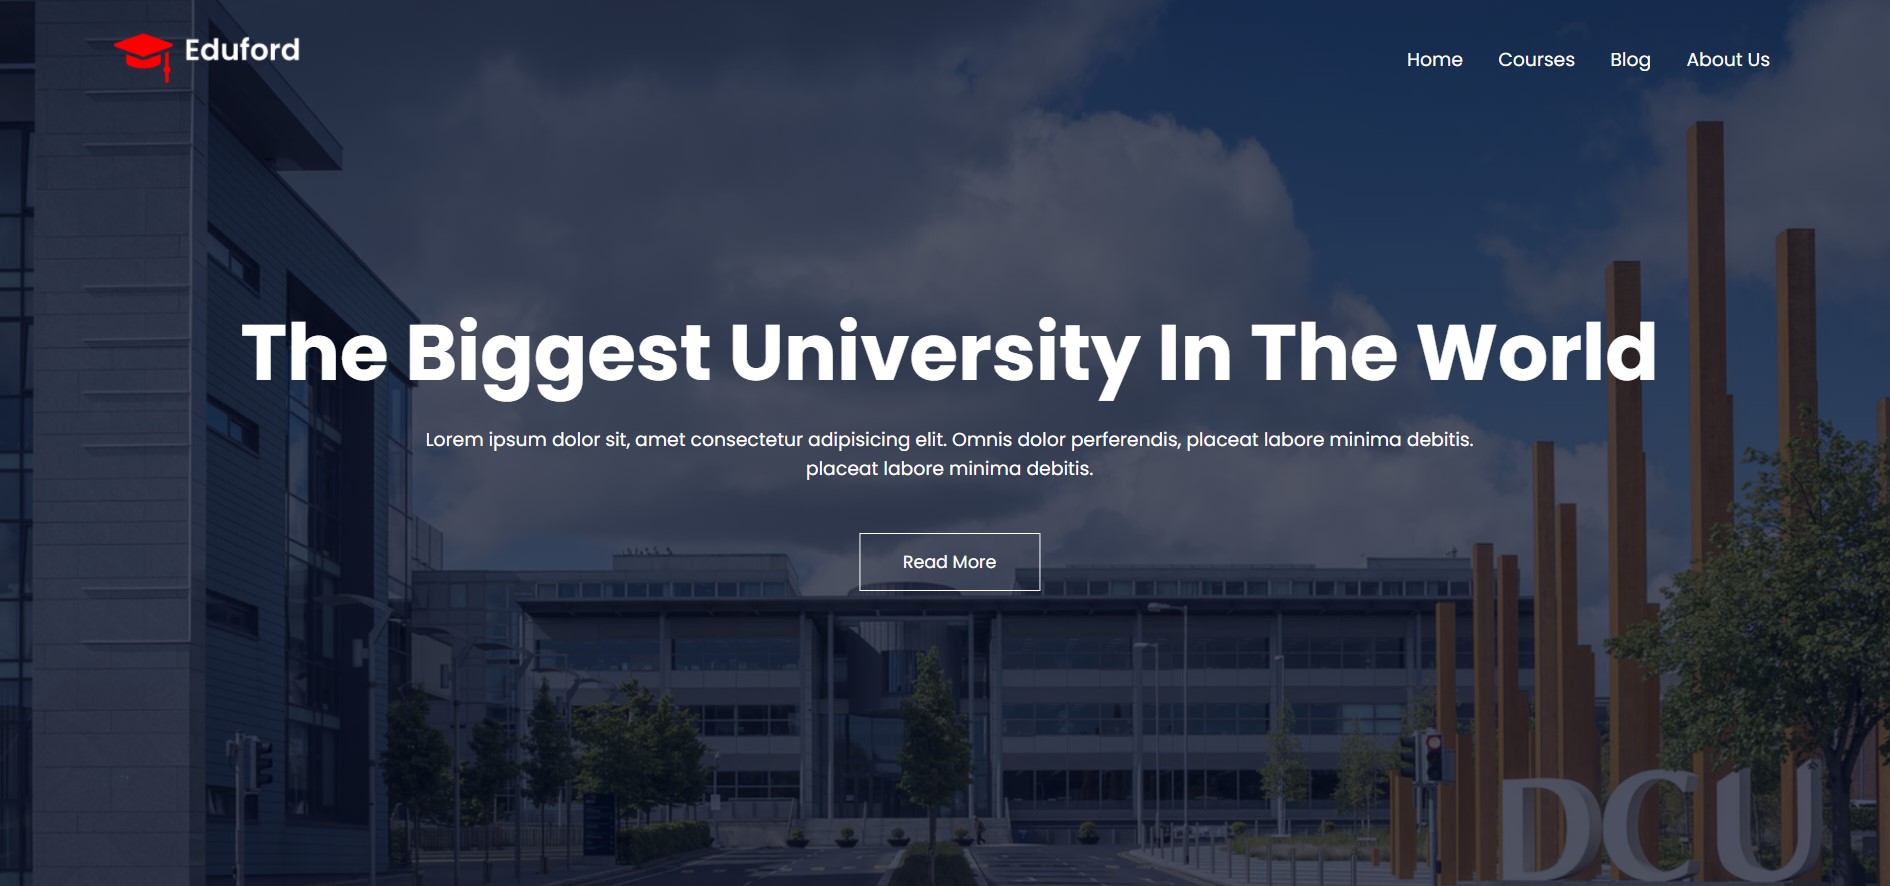 Eduford
Home Courses Blog About Us
The Biggest University In The World
Lorem ipsum dolor sit, amet consectetur adipisicing elit. Omnis dolor perferendis, placeat labore minima debitis.
placeat labore minima debitis.
Read More
DCU